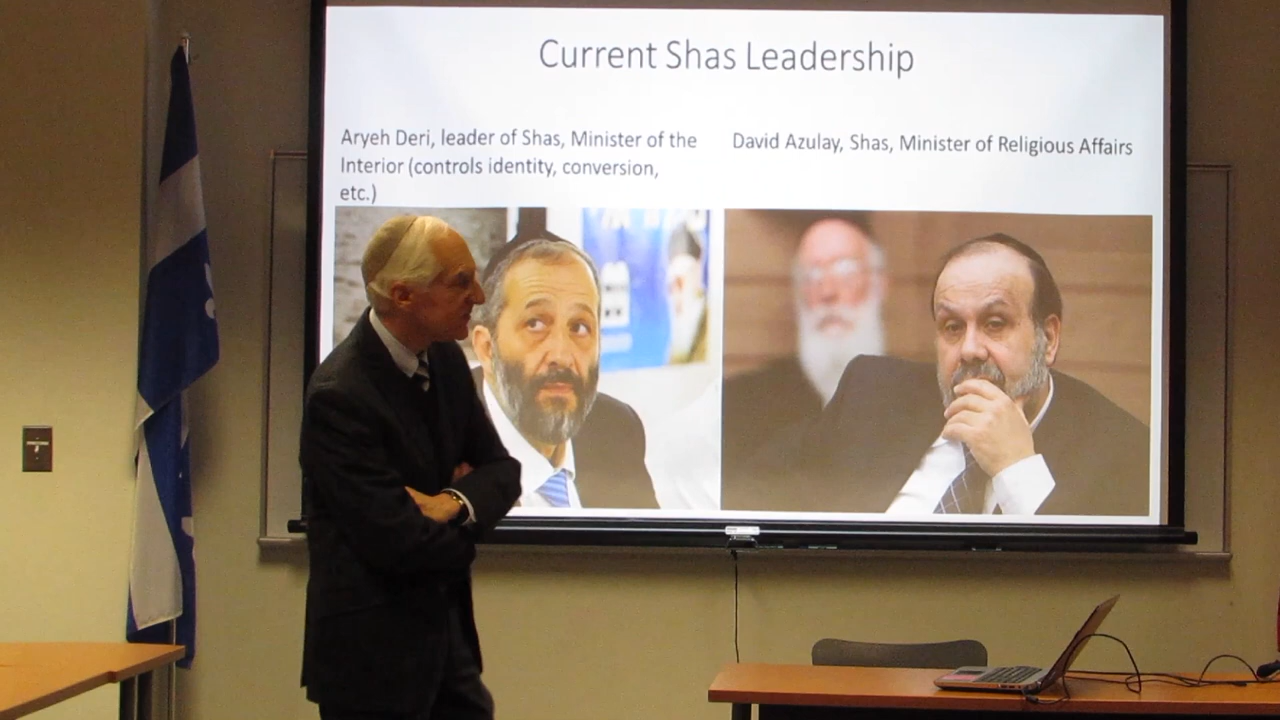 Current Shas Leadership
Aryeh Deri, leader of Shas, Minister of the
Interior (controls identity, conversion,
etc.)
David Azulay, Shas, Minister of Religious Affairs